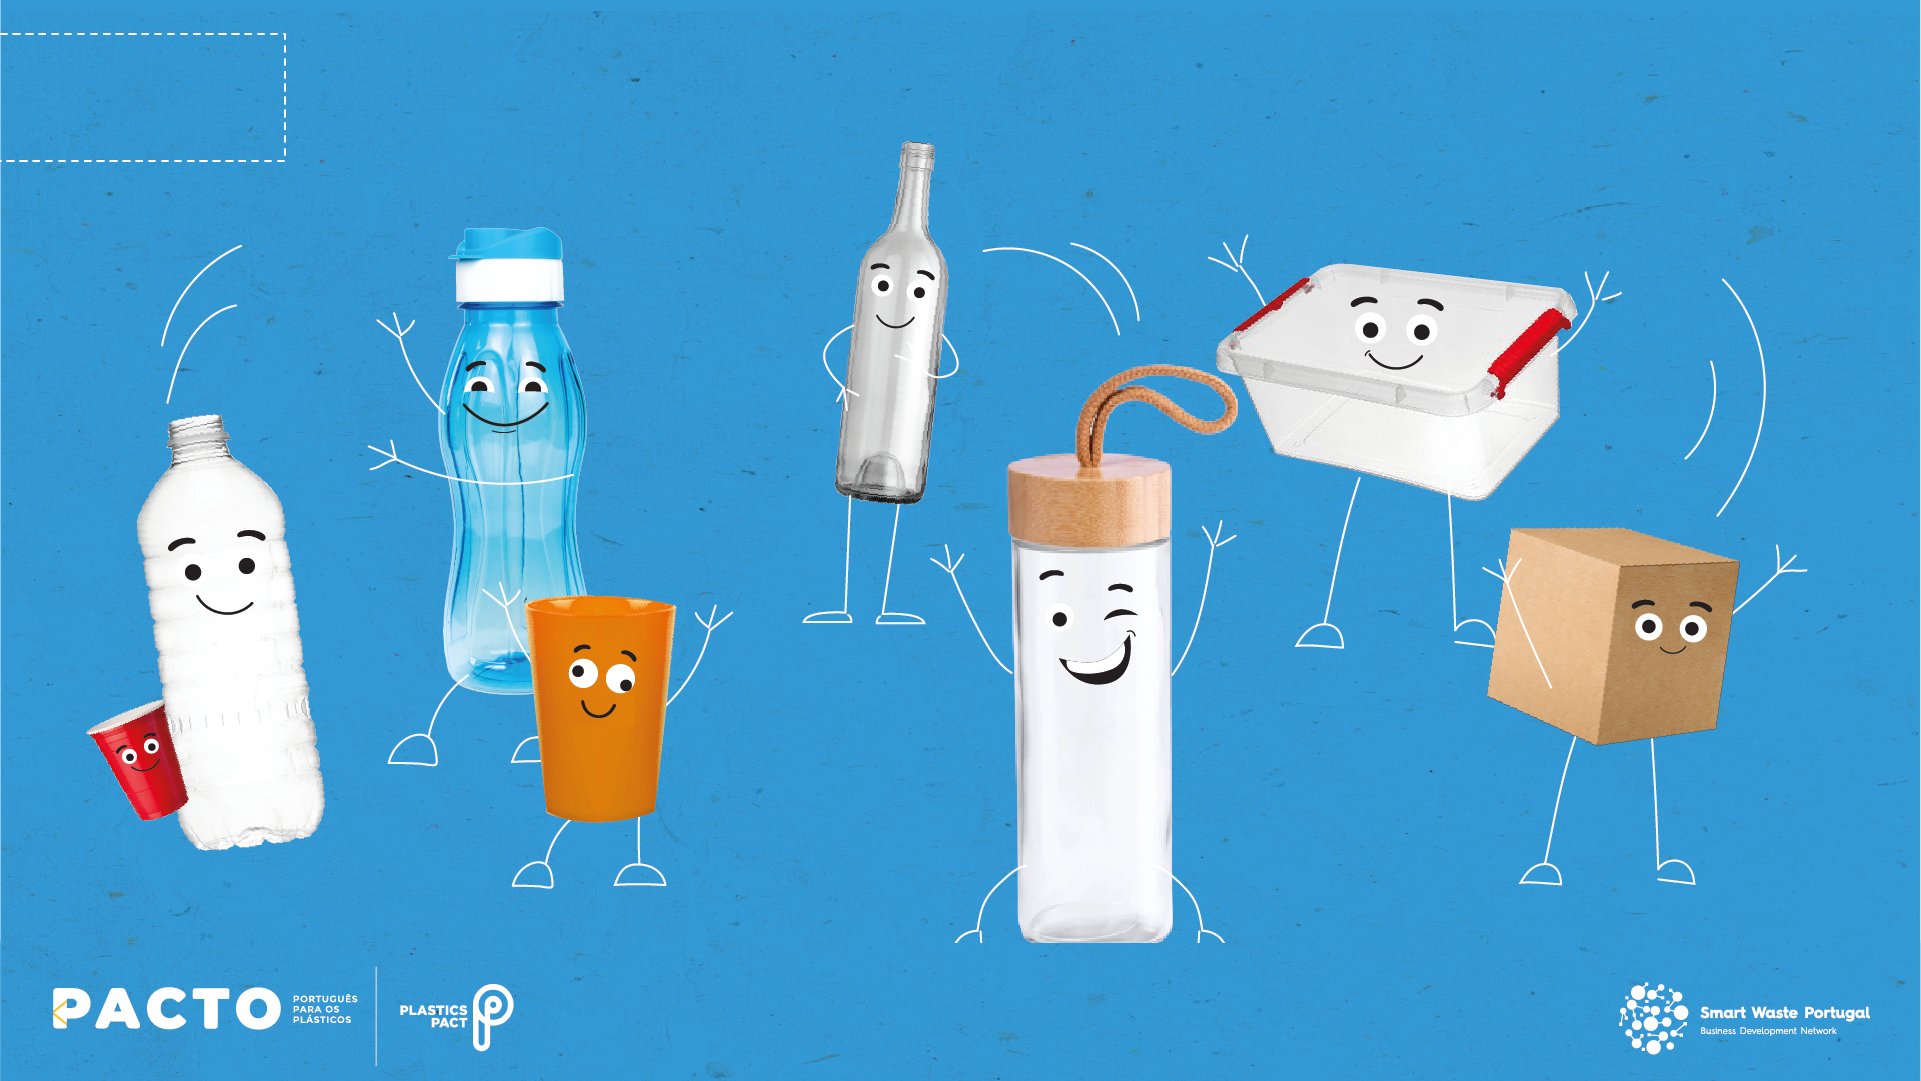 PACTO
PORTUGUÊS
PARA OS
PLÁSTICOS
PLASTICS
PACT
Smart Waste Portugal
Business Development Network